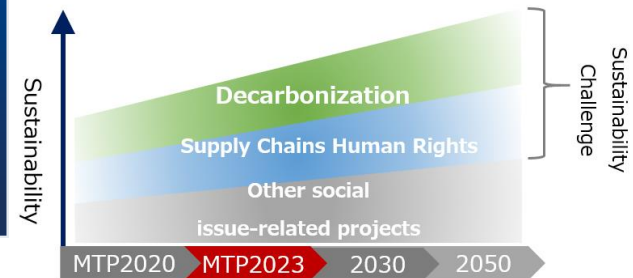 Sustainability
Decarbonization
Supply Chains Human Rights
Other social
issue-related projects
Sustainability
Challenge
MTP2020
MTP2023
2030
2050